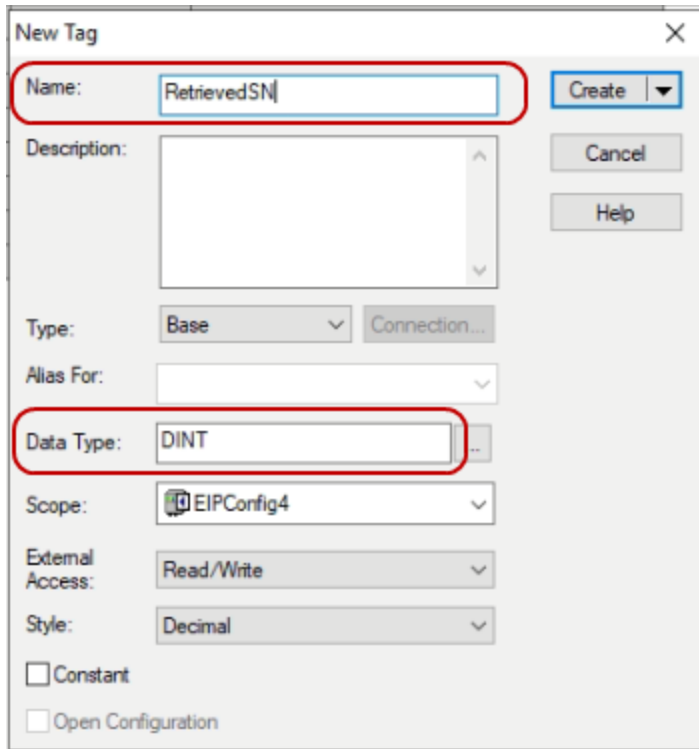 New Tag
Name: RetrievedSN
Create
Description:
Cancel
Help
Type: Base Connection...
Alias For:
Data Type: DINT ...
Scope: EIPConfig4
External
Access: Read/Write
Style: Decimal
Constant
Open Configuration